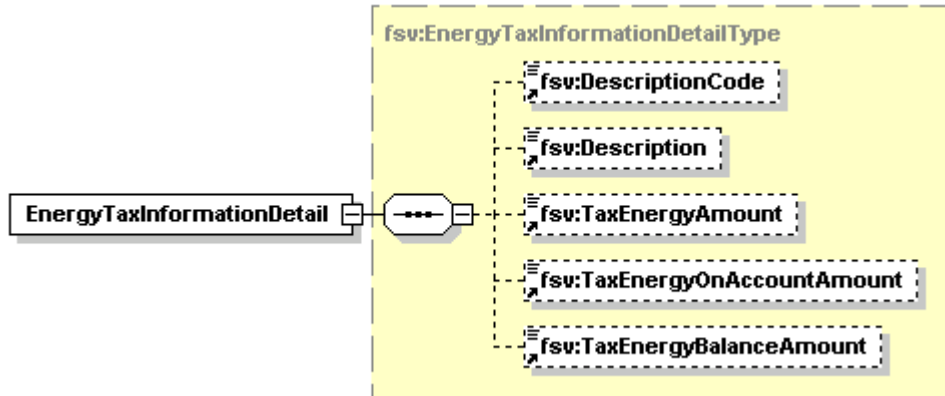 fsv:EnergyTaxInformationDetailType
fsv:DescriptionCode
fsv:Description
EnergyTaxInformationDetail
fsv:TaxEnergyAmount
fsv:TaxEnergyOnAccountAmount
fsv:TaxEnergyBalanceAmount